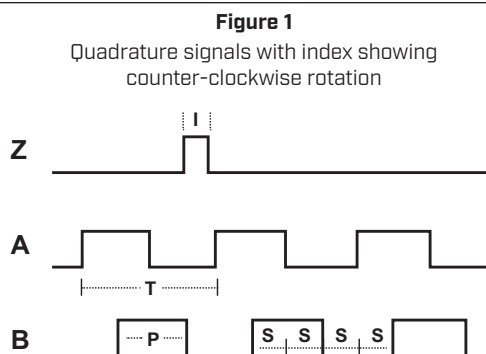 Figure 1
Quadrature signals with index showing
counter-clockwise rotation
I
Z
A
T
B
P
S S S S